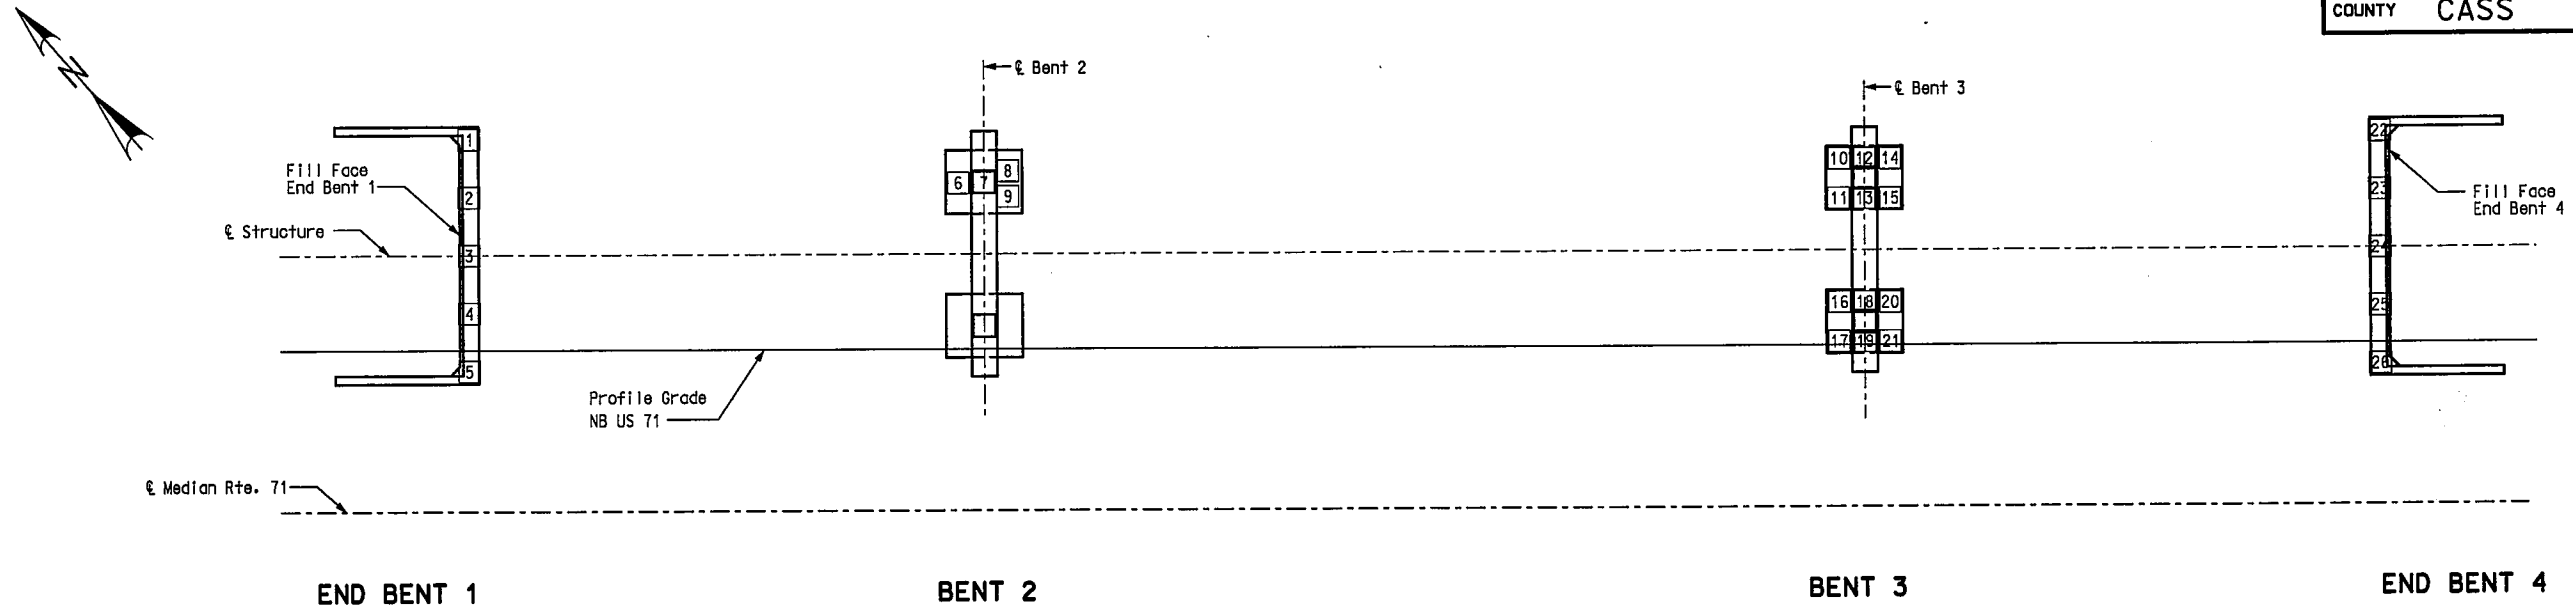 COUNTY CASS
N
℄ Bent 2
℄ Bent 3
1
2
3
4
5
Fill Face
End Bent 1
℄ Structure
6
7
8
9
10
12
14
11
13
15
16
18
20
17
19
21
22
23
24
25
26
Fill Face
End Bent 4
Profile Grade
NB US 71
℄ Median Rte. 71
END BENT 1
BENT 2
BENT 3
END BENT 4